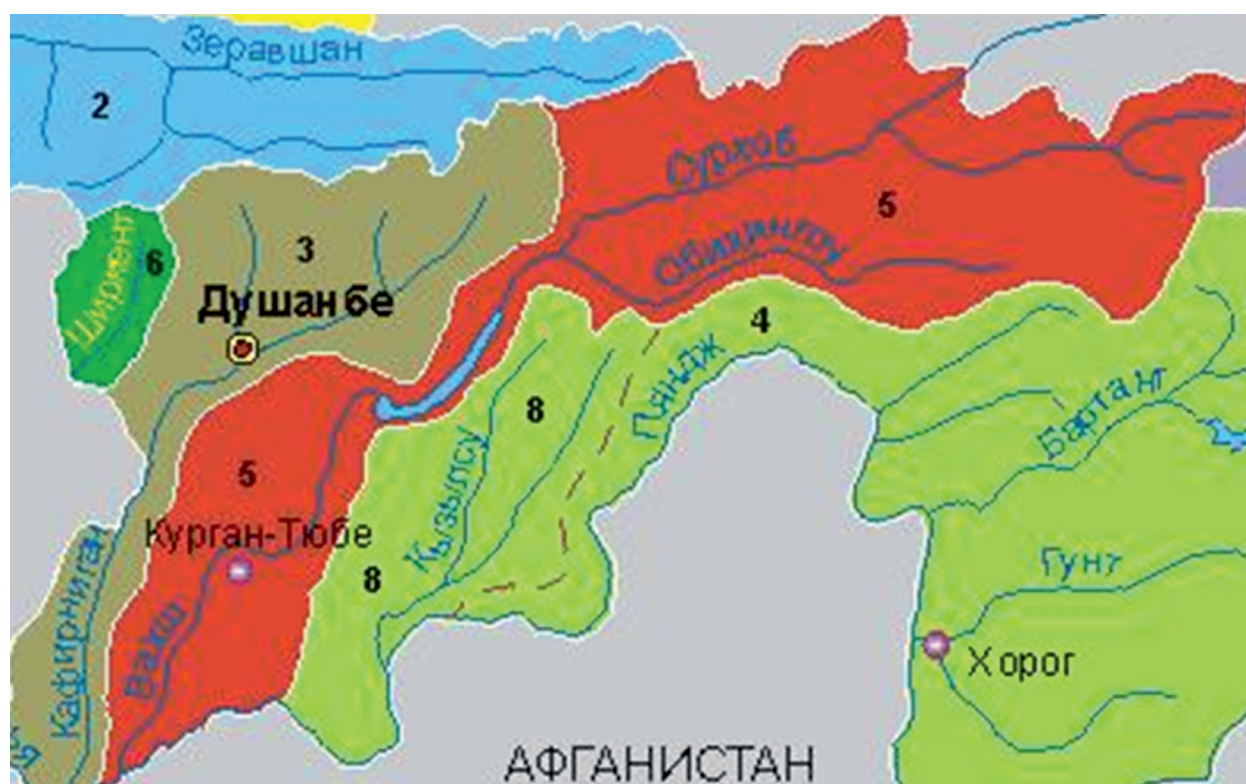 Зеравшан
2
Сурхоб
5
Ширкент
6
3
Обихингоу
Душанбе
4
Пяндж
8
Бартанг
Кызылсу
5
Курган-Тюбе
8
Гунт
Кафирниган
Вахш
Хорог
АФГАНИСТАН